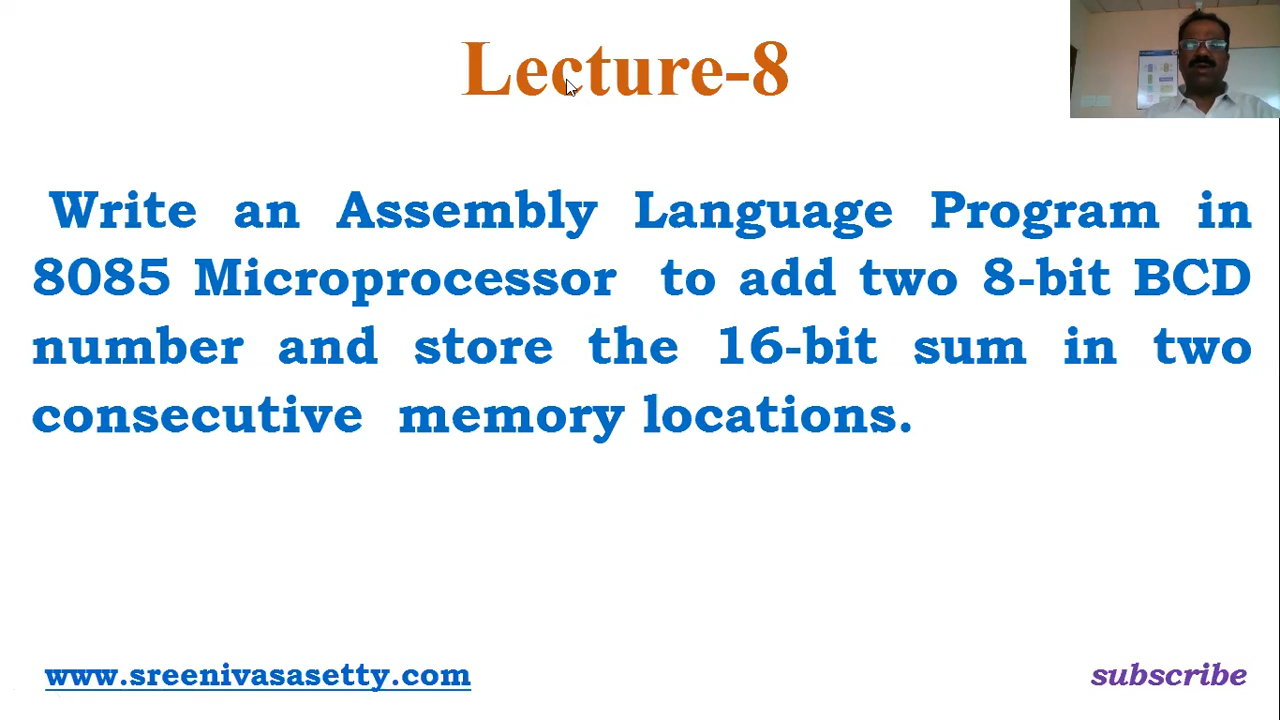 Lecture-8
Write an Assembly Language Program in
8085 Microprocessor to add two 8-bit BCD
number and store the 16-bit sum in two
consecutive memory locations.
www.sreenivasasetty.com
subscribe